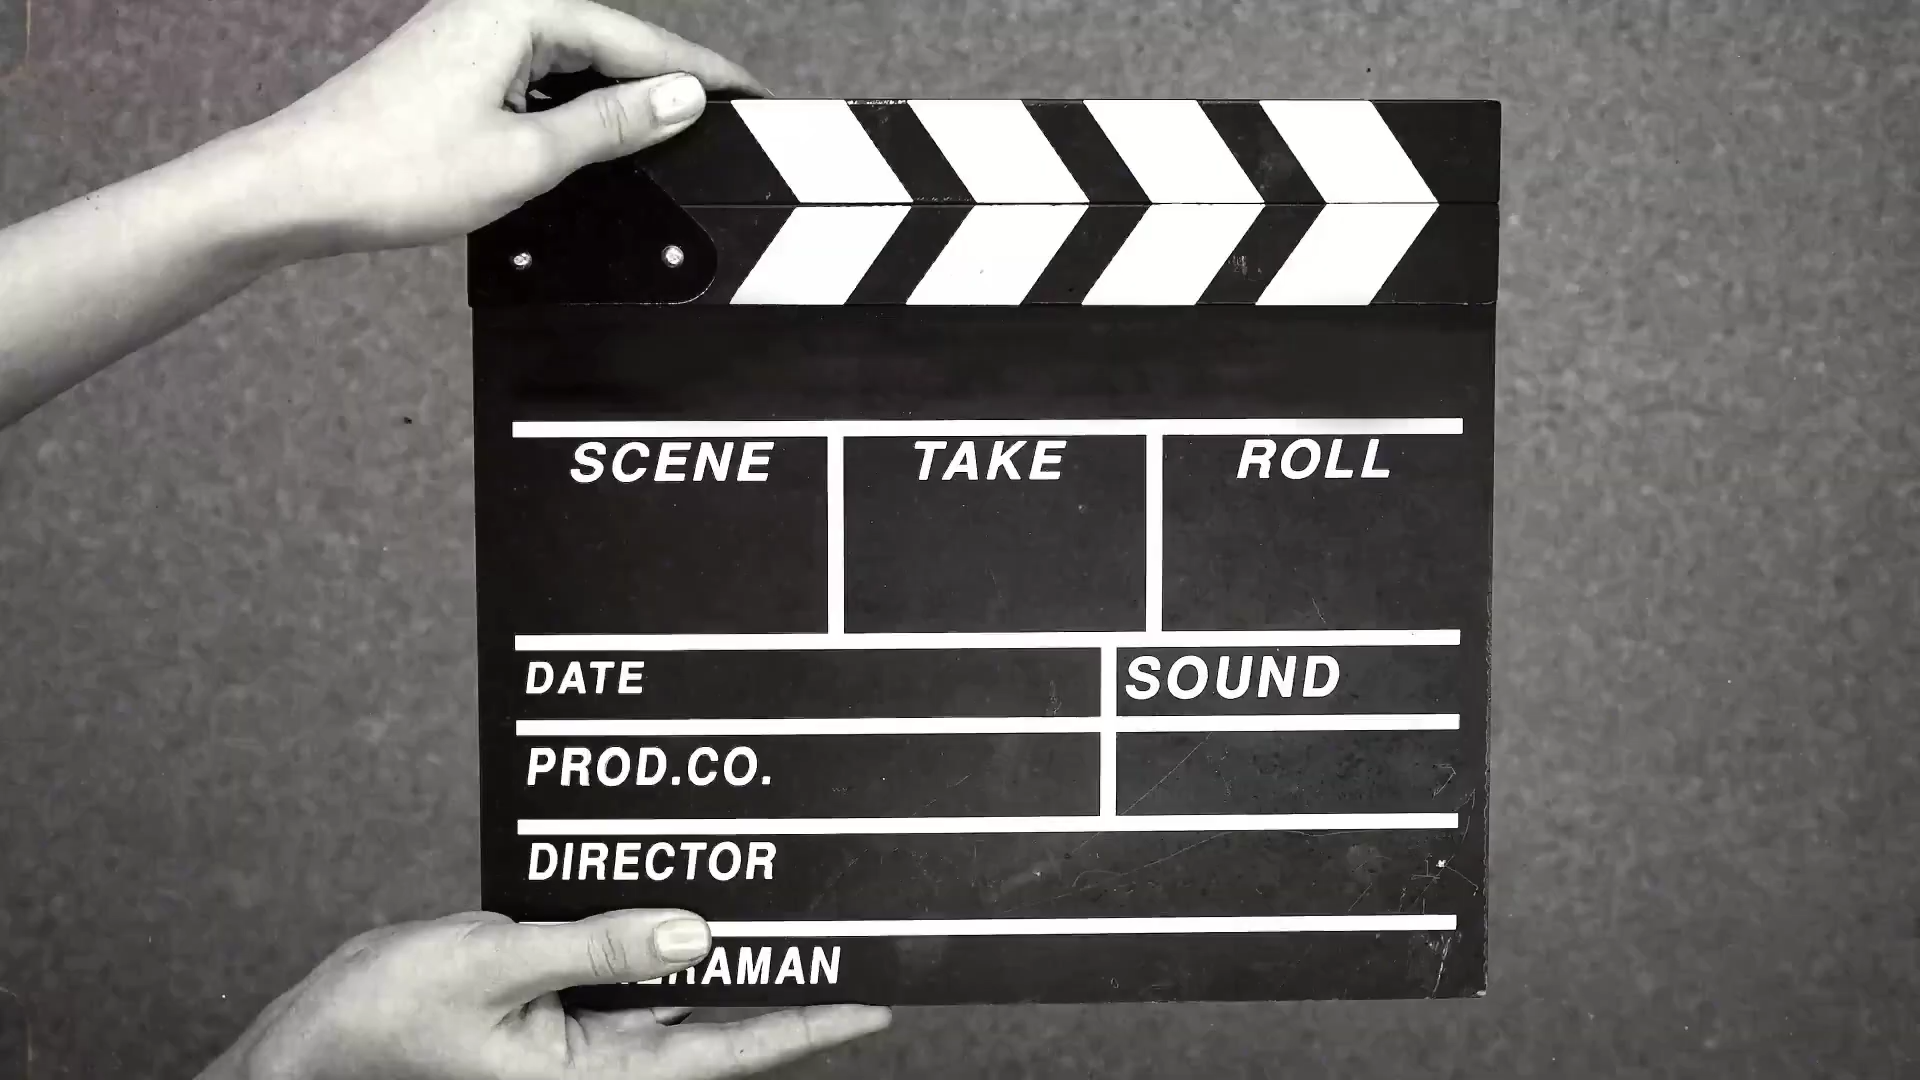 SCENE TAKE ROLL
DATE SOUND
PROD.CO.
DIRECTOR